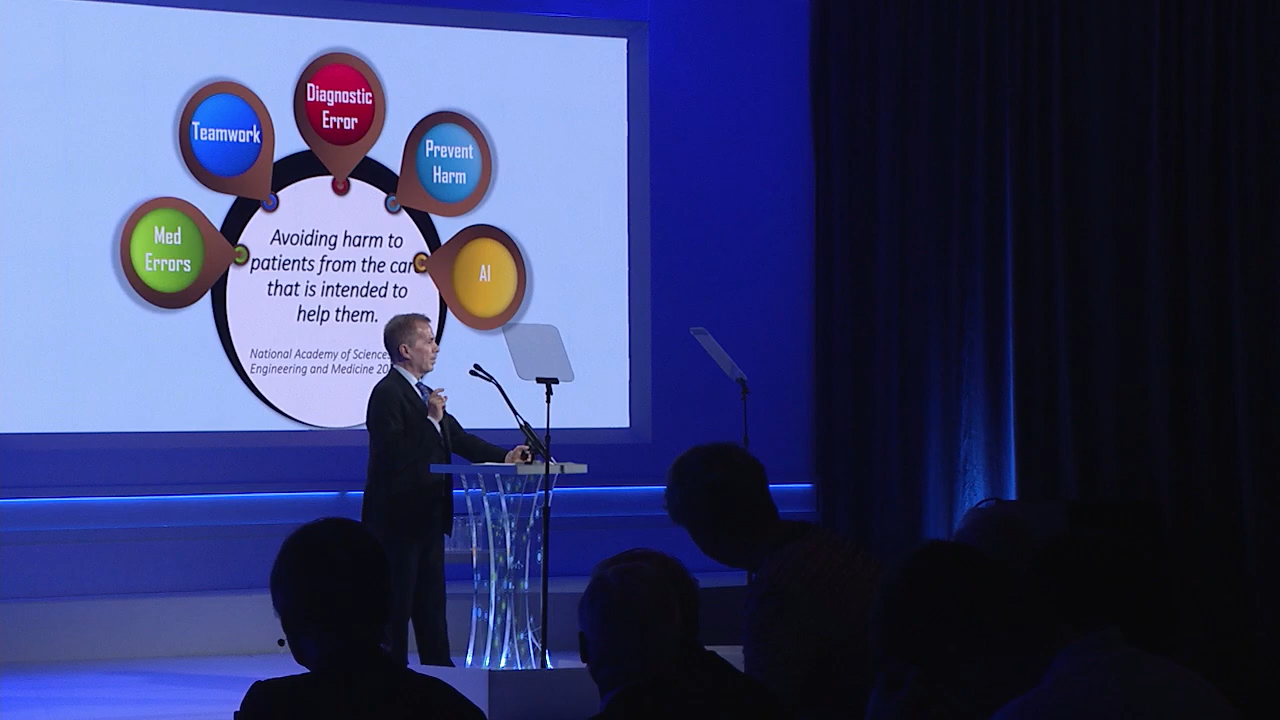 Diagnostic
Error
Teamwork
Prevent
Harm
Med
Errors
AI
Avoiding harm to
patients from the car
that is intended to
help them.
National Academy of Sciences
Engineering and Medicine 20